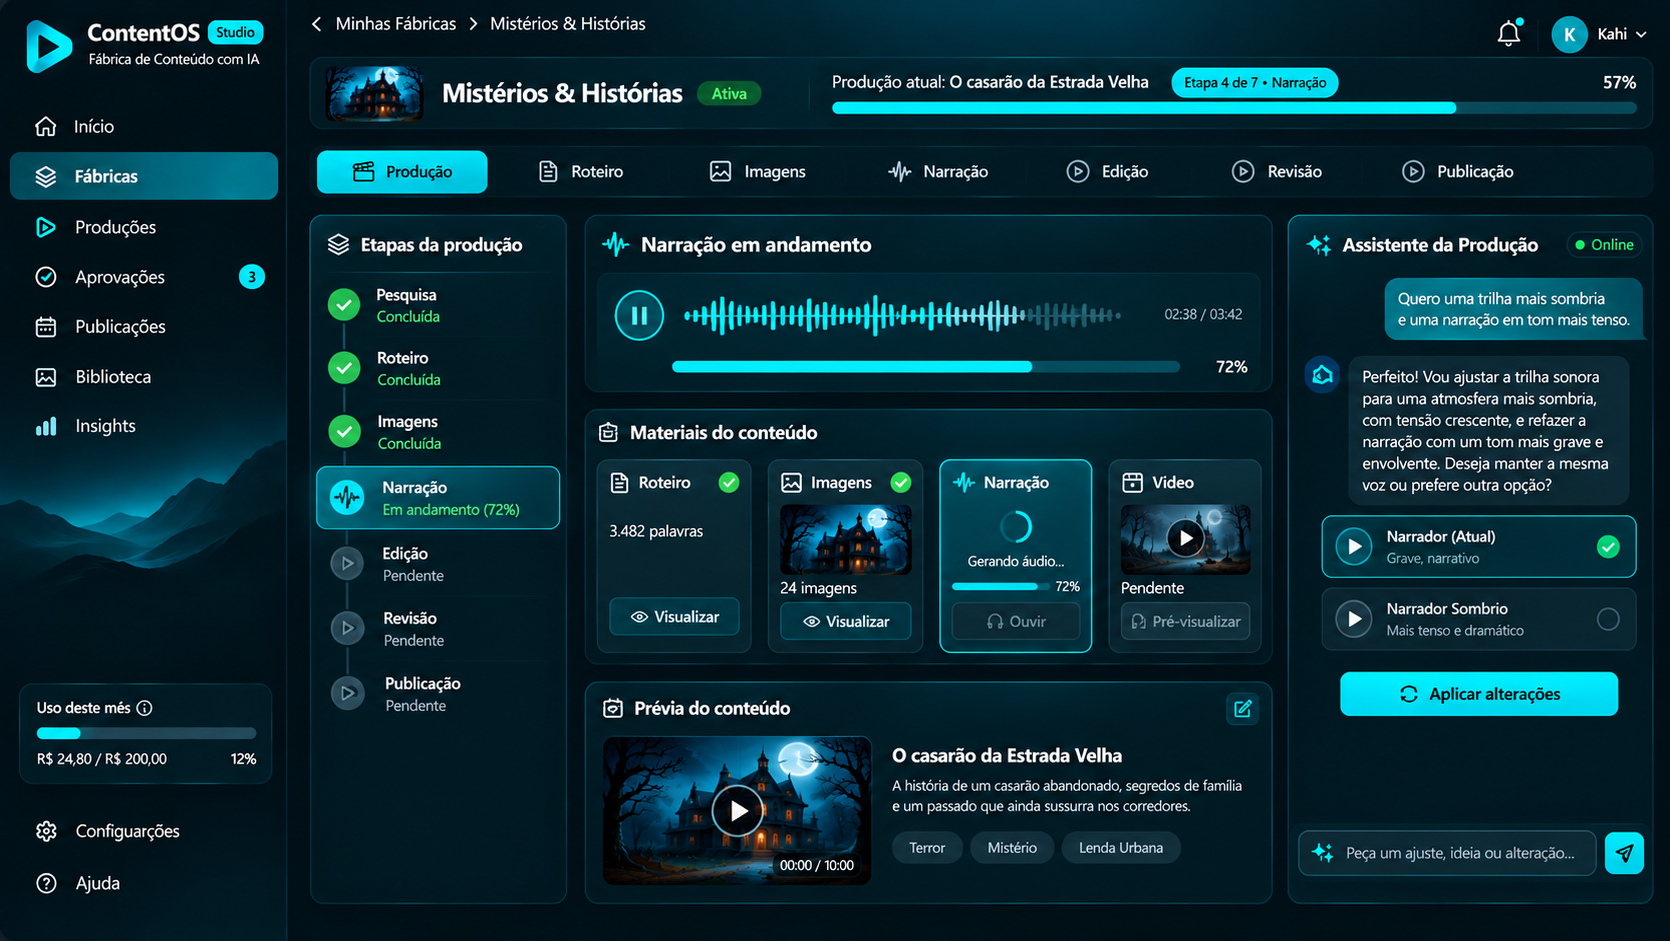 ContentOS Studio
Fábrica de Conteúdo com IA
Início
Fábricas
Produções
Aprovações 3
Publicações
Biblioteca
Insights
Uso deste mês
R$ 24,80 / R$ 200,00 12%
Configuarções
Ajuda
Minhas Fábricas > Mistérios & Histórias
K Kahi
Mistérios & Histórias Ativa
Produção atual: O casarão da Estrada Velha Etapa 4 de 7 • Narração 57%
Produção Roteiro Imagens Narração Edição Revisão Publicação
Etapas da produção
Pesquisa
Concluída
Roteiro
Concluída
Imagens
Concluída
Narração
Em andamento (72%)
Edição
Pendente
Revisão
Pendente
Publicação
Pendente
Narração em andamento
02:38 / 03:42
72%
Materiais do conteúdo
Roteiro
3.482 palavras
Visualizar
Imagens
24 imagens
Visualizar
Narração
Gerando áudio...
72%
Ouvir
Video
Pendente
Pré-visualizar
Prévia do conteúdo
00:00 / 10:00
O casarão da Estrada Velha
A história de um casarão abandonado, segredos de família
e um passado que ainda sussurra nos corredores.
Terror Mistério Lenda Urbana
Assistente da Produção Online
Quero uma trilha mais sombria
e uma narração em tom mais tenso.
Perfeito! Vou ajustar a trilha sonora
para uma atmosfera mais sombria,
com tensão crescente, e refazer a
narração com um tom mais grave e
envolvente. Deseja manter a mesma
voz ou prefere outra opção?
Narrador (Atual)
Grave, narrativo
Narrador Sombrio
Mais tenso e dramático
Aplicar alterações
Peça um ajuste, ideia ou alteração...